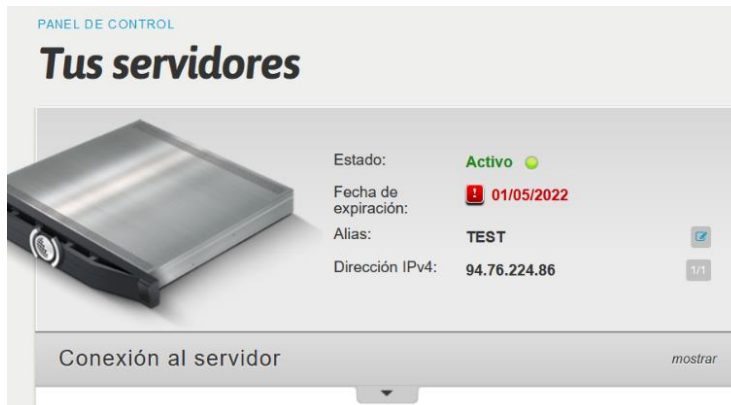 PANEL DE CONTROL
Tus servidores
Estado: Activo
Fecha de expiración: 01/05/2022
Alias: TEST
Dirección IPv4: 94.76.224.86 1/1
Conexión al servidor mostrar